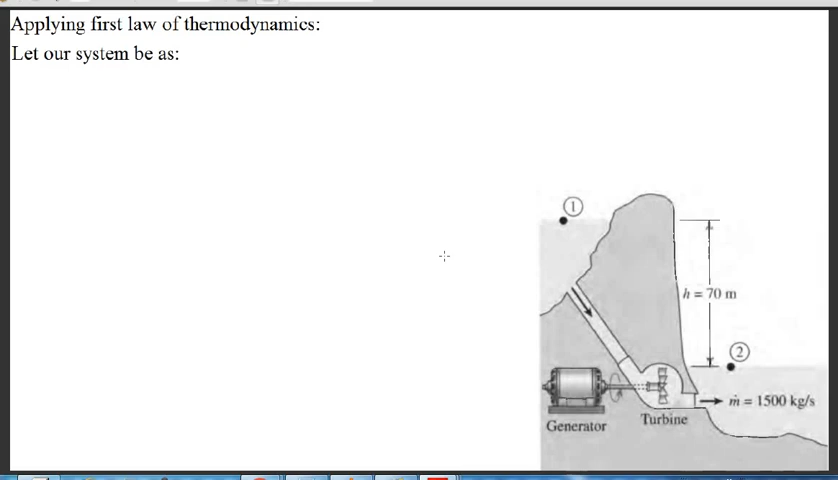 Applying first law of thermodynamics:
Let our system be as:
1
h = 70 m
2
ṁ = 1500 kg/s
Turbine
Generator